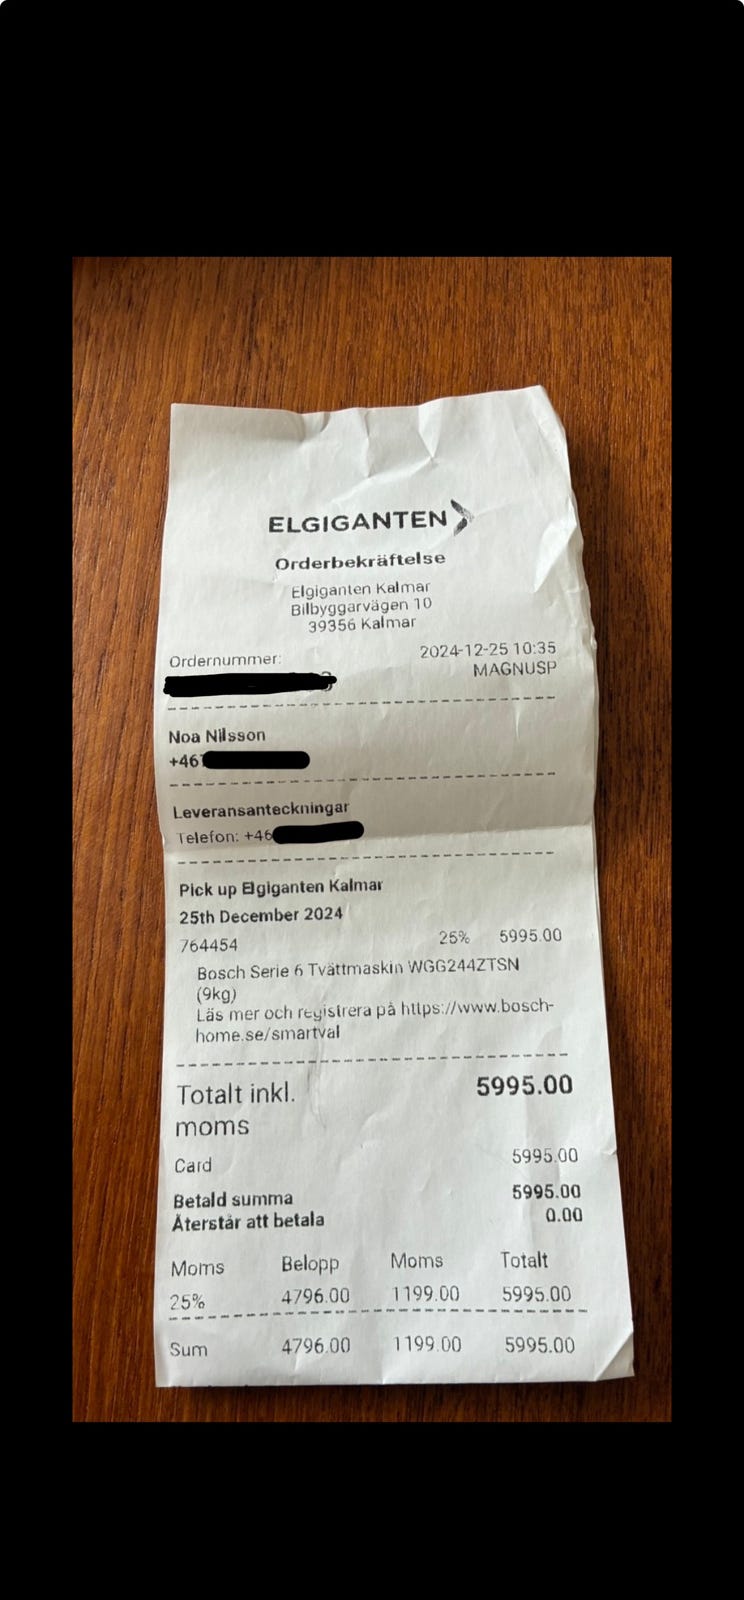 ELGIGANTEN
Orderbekräftelse
Elgiganten Kalmar
Bilbyggarvägen 10
39356 Kalmar
Ordernummer:
2024-12-25 10:35
MAGNUSP
Noa Nilsson
+46
Leveransanteckningar
Telefon: +46
Pick up Elgiganten Kalmar
25th December 2024
764454 25% 5995.00
Bosch Serie 6 Tvättmaskin WGG244ZTSN
(9kg)
Läs mer och registrera på https://www.bosch-
home.se/smartval
Totalt inkl. 5995.00
moms
Card 5995.00
Betald summa 5995.00
Återstår att betala 0.00
Moms Belopp Moms Totalt
25% 4796.00 1199.00 5995.00
Sum 4796.00 1199.00 5995.00